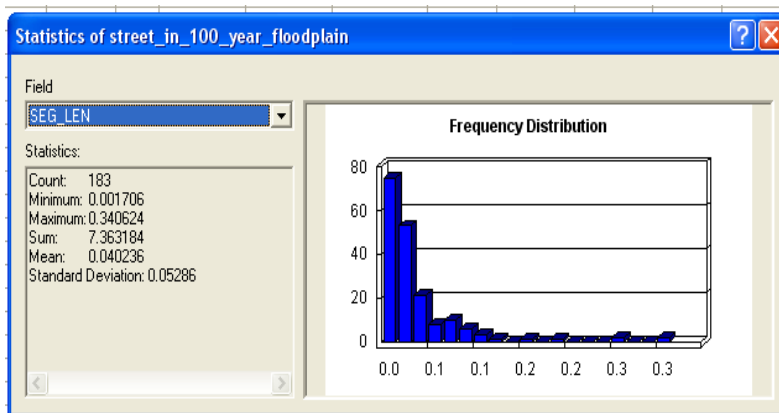 Statistics of street_in_100_year_floodplain
Field
SEG_LEN
Statistics:
Count: 183
Minimum: 0.001706
Maximum: 0.340624
Sum: 7.363184
Mean: 0.040236
Standard Deviation: 0.05286
Frequency Distribution
80
60
40
20
0
0.0 0.1 0.1 0.2 0.2 0.3 0.3